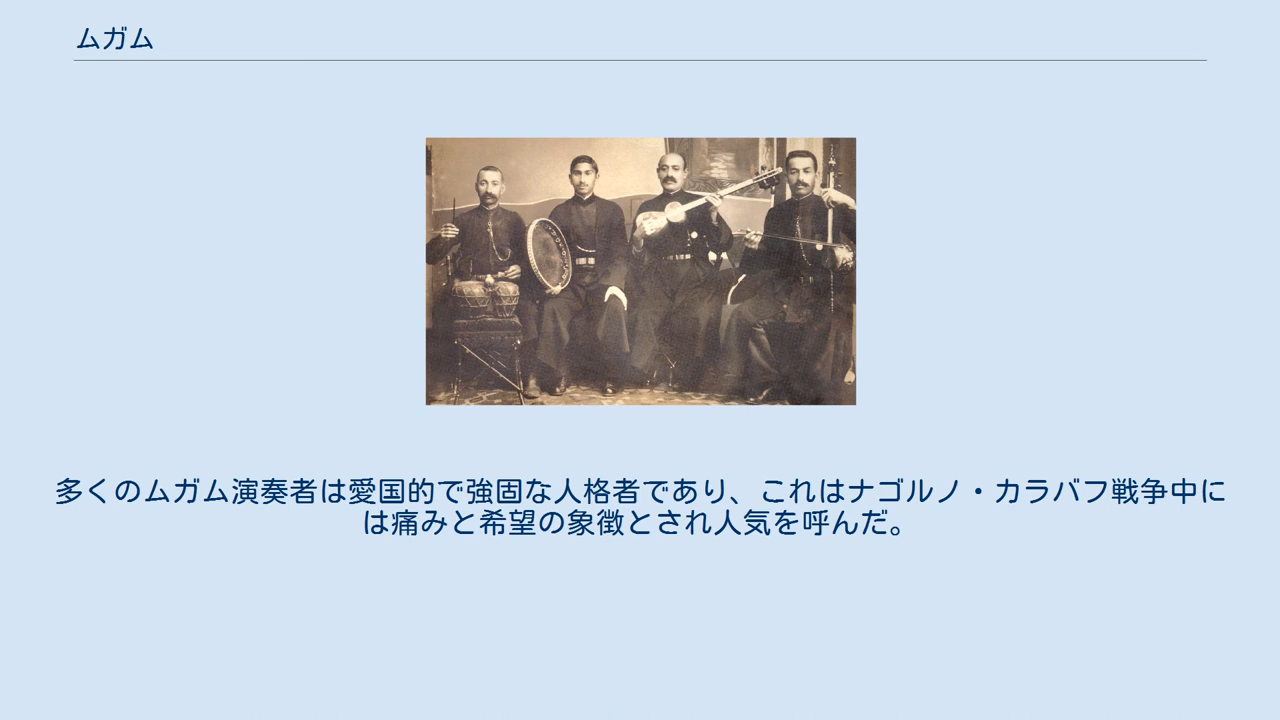 ムガム
多くのムガム演奏者は愛国的で強固な人格者であり、これはナゴルノ・カラバフ戦争中に
は痛みと希望の象徴とされ人気を呼んだ。